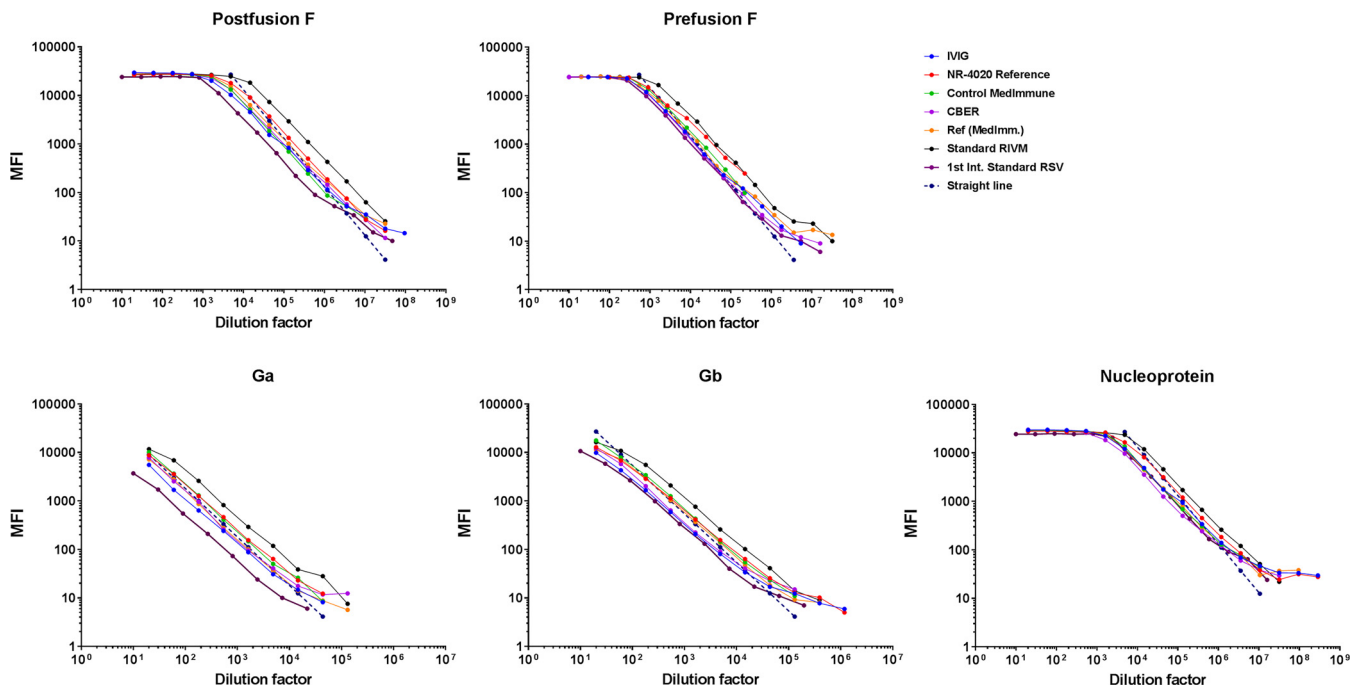 Postfusion F
100000
10000
1000
100
10
1
MFI
10⁰ 10¹ 10² 10³ 10⁴ 10⁵ 10⁶ 10⁷ 10⁸ 10⁹
Dilution factor
Prefusion F
100000
10000
1000
100
10
1
MFI
10⁰ 10¹ 10² 10³ 10⁴ 10⁵ 10⁶ 10⁷ 10⁸ 10⁹
Dilution factor
IVIG
NR-4020 Reference
Control MedImmune
CBER
Ref (MedImm.)
Standard RIVM
1st Int. Standard RSV
Straight line
Ga
100000
10000
1000
100
10
1
MFI
10⁰ 10¹ 10² 10³ 10⁴ 10⁵ 10⁶ 10⁷
Dilution factor
Gb
100000
10000
1000
100
10
1
MFI
10⁰ 10¹ 10² 10³ 10⁴ 10⁵ 10⁶ 10⁷
Dilution factor
Nucleoprotein
100000
10000
1000
100
10
1
MFI
10⁰ 10¹ 10² 10³ 10⁴ 10⁵ 10⁶ 10⁷ 10⁸ 10⁹
Dilution factor